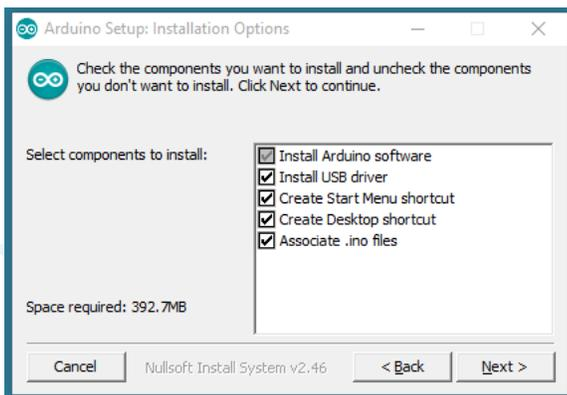 Arduino Setup: Installation Options
Check the components you want to install and uncheck the components
you don't want to install. Click Next to continue.
Select components to install:
Install Arduino software
Install USB driver
Create Start Menu shortcut
Create Desktop shortcut
Associate .ino files
Space required: 392.7MB
Cancel
Nullsoft Install System v2.46
< Back
Next >